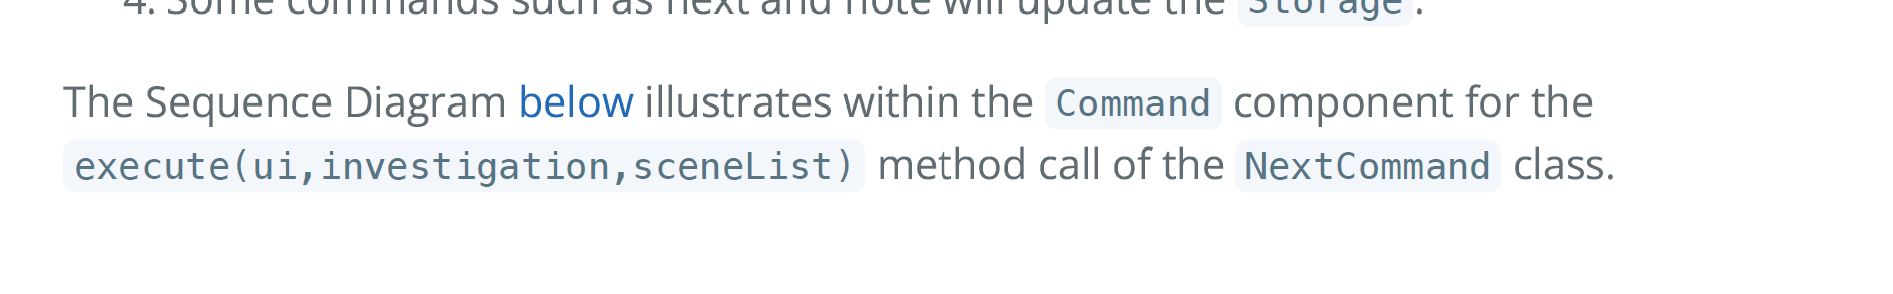 4. Some commands such as next and note will update the Storage.
The Sequence Diagram below illustrates within the Command component for the
execute(ui,investigation,sceneList) method call of the NextCommand class.